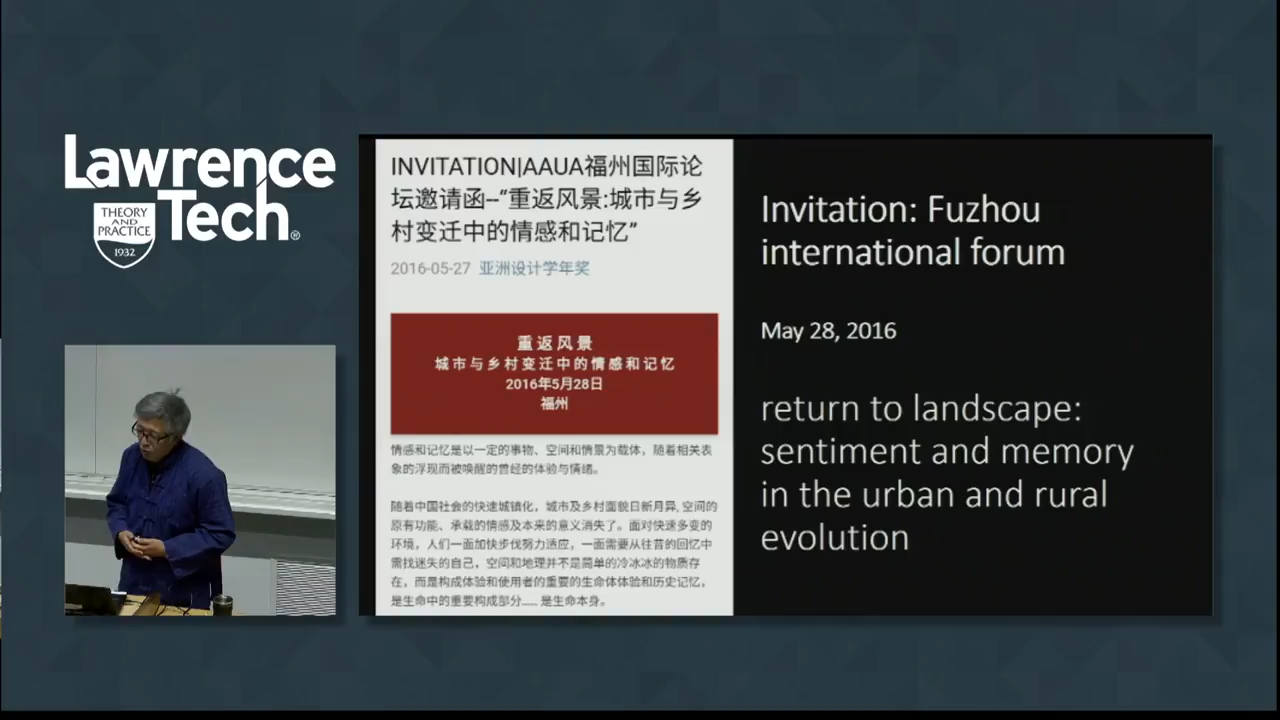 Lawrence
Tech®
THEORY
AND
PRACTICE
1932
INVITATION|AAUA福州国际论
坛邀请函--“重返风景:城市与乡
村变迁中的情感和记忆”
2016-05-27 亚洲设计学年奖
重返风景
城市与乡村变迁中的情感和记忆
2016年5月28日
福州
情感和记忆是以一定的事物、空间和情景为载体，随着相关表
象的浮现而被唤醒的曾经的体验与情绪。
随着中国社会的快速城镇化，城市及乡村面貌日新月异,空间的
原有功能、承载的情感及本来的意义消失了。面对快速多变的
环境，人们一面加快步伐努力适应，一面需要从往昔的回忆中
需找迷失的自己，空间和地理并不是简单的冷冰冰的物质存
在，而是构成体验和使用者的重要的生命体体验和历史记忆，
是生命中的重要构成部分...... 是生命本身。
Invitation: Fuzhou
international forum
May 28, 2016
return to landscape:
sentiment and memory
in the urban and rural
evolution